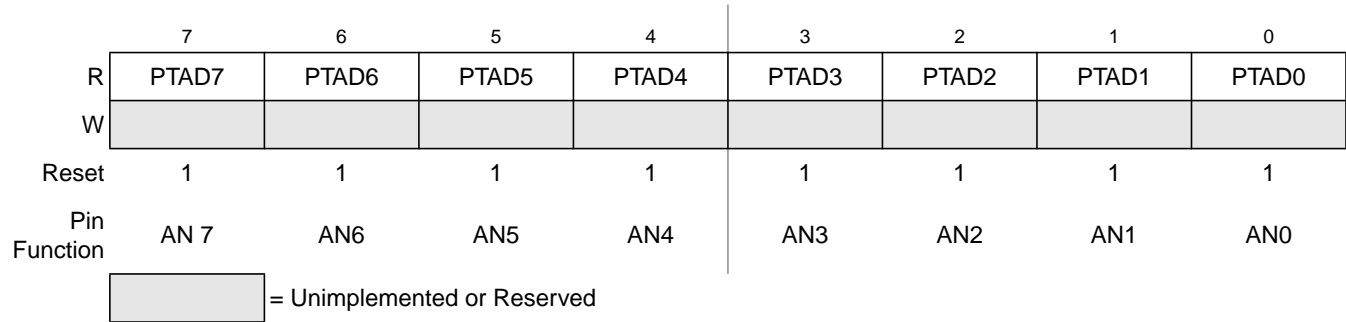 7 6 5 4 3 2 1 0
R PTAD7 PTAD6 PTAD5 PTAD4 PTAD3 PTAD2 PTAD1 PTAD0
W
Reset 1 1 1 1 1 1 1 1
Pin
Function AN 7 AN6 AN5 AN4 AN3 AN2 AN1 AN0
= Unimplemented or Reserved